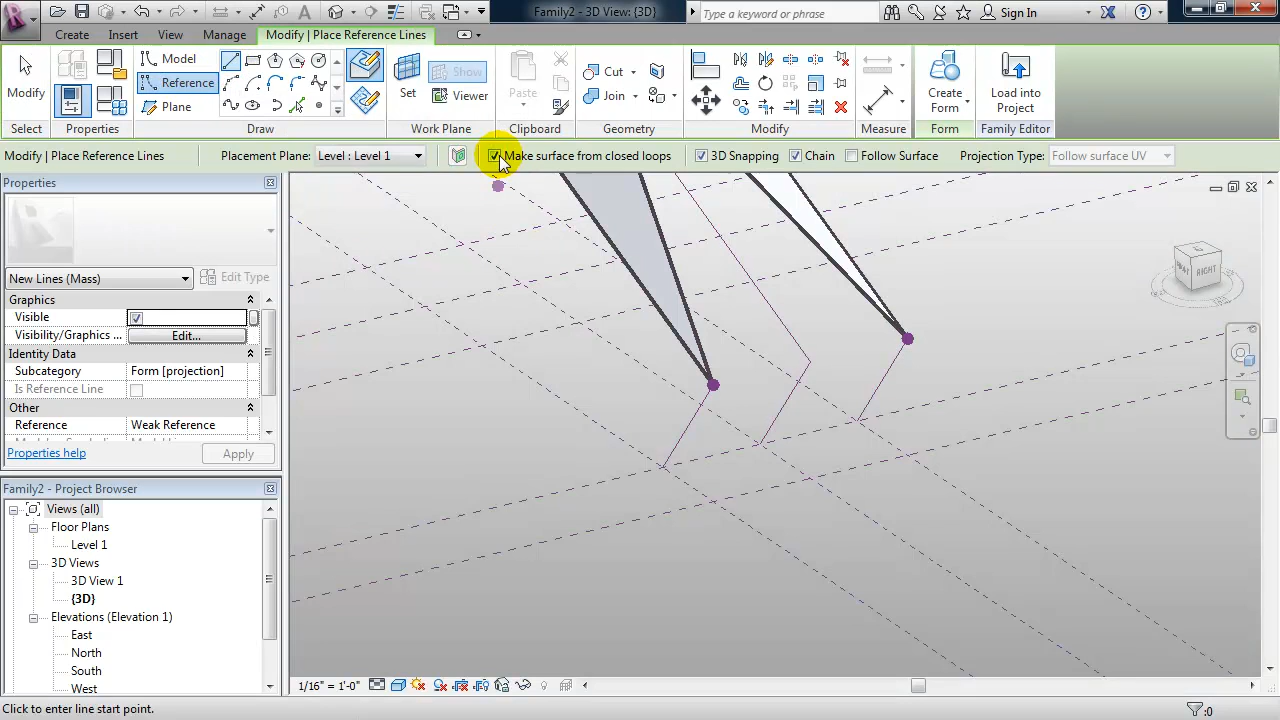 Family2 - 3D View: {3D}
Type a keyword or phrase
Sign In
Create Insert View Manage Modify | Place Reference Lines
Modify
Model
Reference
Plane
Set
Show
Viewer
Paste
Cut
Join
Create Form
Load into Project
Select Properties Draw Work Plane Clipboard Geometry Modify Measure Form Family Editor
Modify | Place Reference Lines Placement Plane: Level : Level 1 Make surface from closed loops 3D Snapping Chain Follow Surface Projection Type: Follow surface UV
Properties
New Lines (Mass) Edit Type
Graphics
Visible
Visibility/Graphics ... Edit...
Identity Data
Subcategory Form [projection]
Is Reference Line
Other
Reference Weak Reference
Properties help Apply
Family2 - Project Browser
Views (all)
Floor Plans
Level 1
3D Views
3D View 1
{3D}
Elevations (Elevation 1)
East
North
South
West
RIGHT
1/16" = 1'-0"
Click to enter line start point.
:0